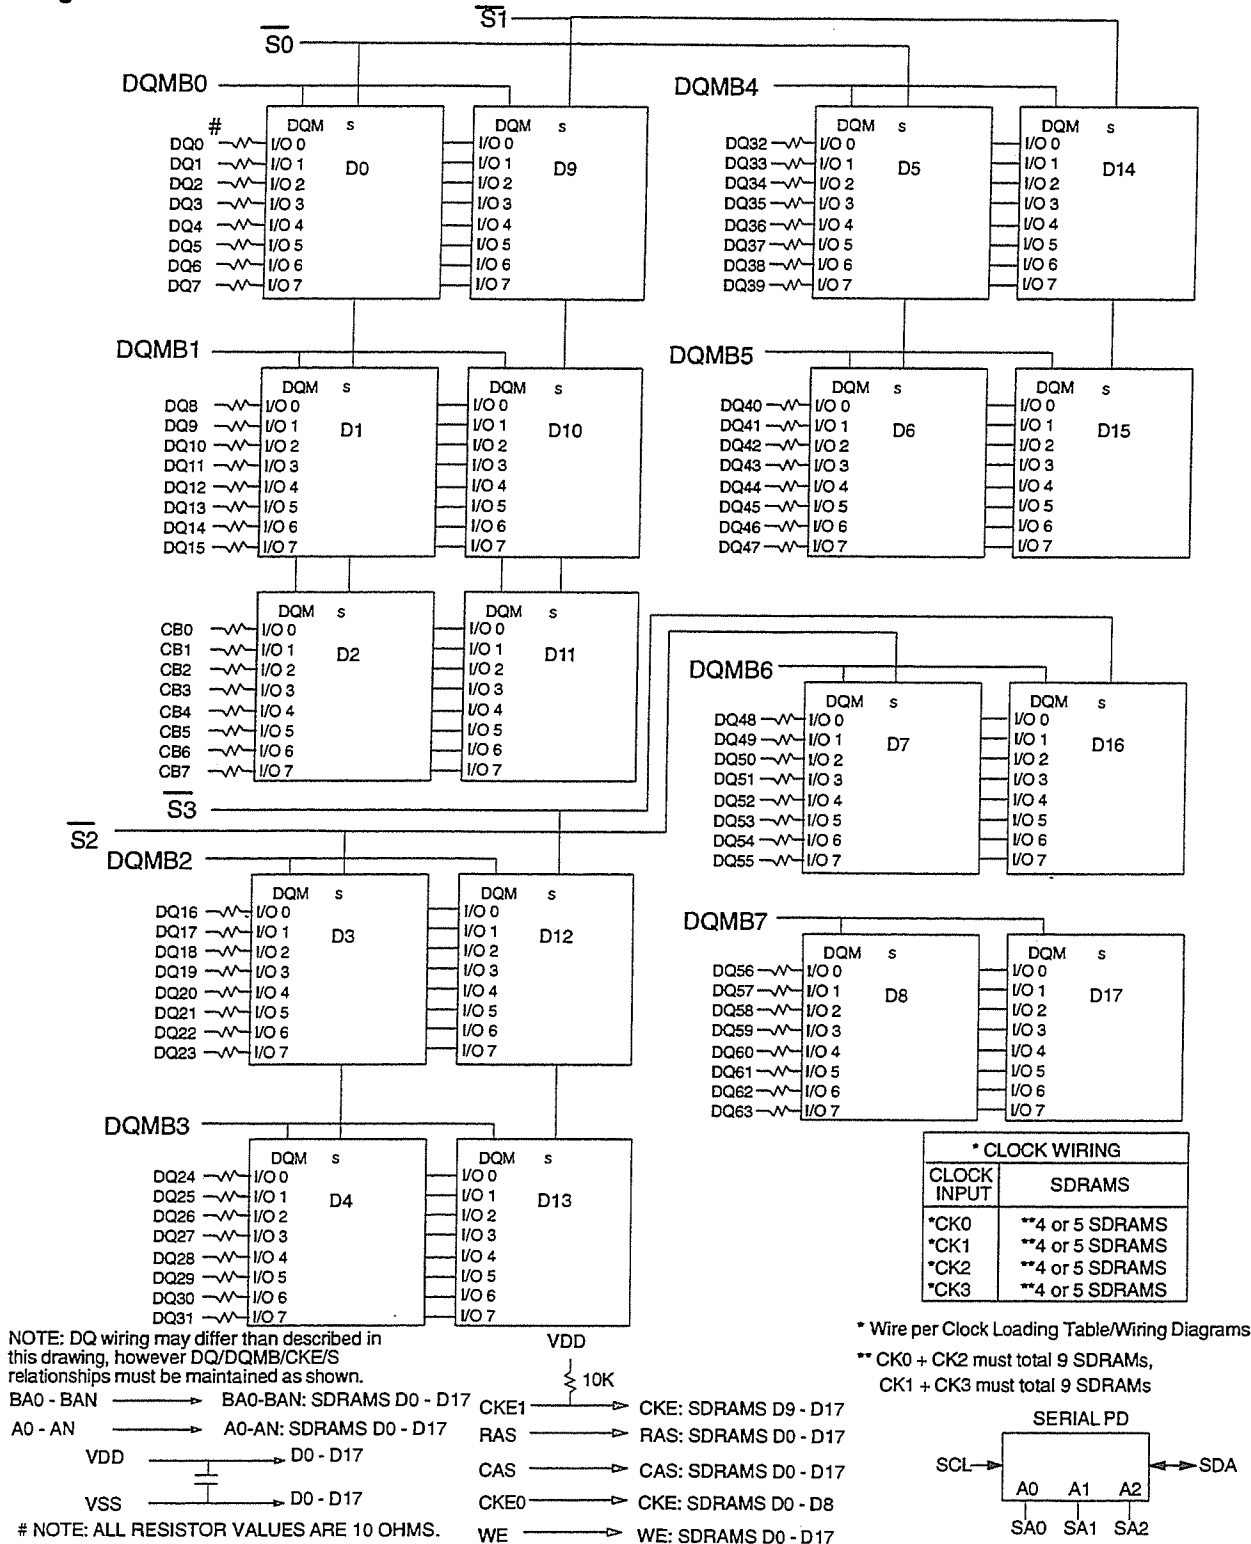 S1
S0
DQMB0
#
DQM s
DQM s
D0
D9
DQ0 I/O 0 I/O 0
DQ1 I/O 1 I/O 1
DQ2 I/O 2 I/O 2
DQ3 I/O 3 I/O 3
DQ4 I/O 4 I/O 4
DQ5 I/O 5 I/O 5
DQ6 I/O 6 I/O 6
DQ7 I/O 7 I/O 7
DQMB4
DQM s
DQM s
D5
D14
DQ32 I/O 0 I/O 0
DQ33 I/O 1 I/O 1
DQ34 I/O 2 I/O 2
DQ35 I/O 3 I/O 3
DQ36 I/O 4 I/O 4
DQ37 I/O 5 I/O 5
DQ38 I/O 6 I/O 6
DQ39 I/O 7 I/O 7
DQMB1
DQM s
DQM s
D1
D10
DQ8 I/O 0 I/O 0
DQ9 I/O 1 I/O 1
DQ10 I/O 2 I/O 2
DQ11 I/O 3 I/O 3
DQ12 I/O 4 I/O 4
DQ13 I/O 5 I/O 5
DQ14 I/O 6 I/O 6
DQ15 I/O 7 I/O 7
DQMB5
DQM s
DQM s
D6
D15
DQ40 I/O 0 I/O 0
DQ41 I/O 1 I/O 1
DQ42 I/O 2 I/O 2
DQ43 I/O 3 I/O 3
DQ44 I/O 4 I/O 4
DQ45 I/O 5 I/O 5
DQ46 I/O 6 I/O 6
DQ47 I/O 7 I/O 7
DQM s
DQM s
D2
D11
CB0 I/O 0 I/O 0
CB1 I/O 1 I/O 1
CB2 I/O 2 I/O 2
CB3 I/O 3 I/O 3
CB4 I/O 4 I/O 4
CB5 I/O 5 I/O 5
CB6 I/O 6 I/O 6
CB7 I/O 7 I/O 7
DQMB6
DQM s
DQM s
D7
D16
DQ48 I/O 0 I/O 0
DQ49 I/O 1 I/O 1
DQ50 I/O 2 I/O 2
DQ51 I/O 3 I/O 3
DQ52 I/O 4 I/O 4
DQ53 I/O 5 I/O 5
DQ54 I/O 6 I/O 6
DQ55 I/O 7 I/O 7
S3
S2
DQMB2
DQM s
DQM s
D3
D12
DQ16 I/O 0 I/O 0
DQ17 I/O 1 I/O 1
DQ18 I/O 2 I/O 2
DQ19 I/O 3 I/O 3
DQ20 I/O 4 I/O 4
DQ21 I/O 5 I/O 5
DQ22 I/O 6 I/O 6
DQ23 I/O 7 I/O 7
DQMB7
DQM s
DQM s
D8
D17
DQ56 I/O 0 I/O 0
DQ57 I/O 1 I/O 1
DQ58 I/O 2 I/O 2
DQ59 I/O 3 I/O 3
DQ60 I/O 4 I/O 4
DQ61 I/O 5 I/O 5
DQ62 I/O 6 I/O 6
DQ63 I/O 7 I/O 7
DQMB3
DQM s
DQM s
D4
D13
DQ24 I/O 0 I/O 0
DQ25 I/O 1 I/O 1
DQ26 I/O 2 I/O 2
DQ27 I/O 3 I/O 3
DQ28 I/O 4 I/O 4
DQ29 I/O 5 I/O 5
DQ30 I/O 6 I/O 6
DQ31 I/O 7 I/O 7
* CLOCK WIRING
CLOCK INPUT SDRAMS
*CK0 **4 or 5 SDRAMS
*CK1 **4 or 5 SDRAMS
*CK2 **4 or 5 SDRAMS
*CK3 **4 or 5 SDRAMS
* Wire per Clock Loading Table/Wiring Diagrams
** CK0 + CK2 must total 9 SDRAMs,
CK1 + CK3 must total 9 SDRAMs
NOTE: DQ wiring may differ than described in
this drawing, however DQ/DQMB/CKE/S
relationships must be maintained as shown.
BA0 - BAN BA0-BAN: SDRAMS D0 - D17
A0 - AN A0-AN: SDRAMS D0 - D17
VDD D0 - D17
VSS D0 - D17
# NOTE: ALL RESISTOR VALUES ARE 10 OHMS.
VDD
10K
CKE1 CKE: SDRAMS D9 - D17
RAS RAS: SDRAMS D0 - D17
CAS CAS: SDRAMS D0 - D17
CKE0 CKE: SDRAMS D0 - D8
WE WE: SDRAMS D0 - D17
SERIAL PD
SCL SDA
A0 A1 A2
SA0 SA1 SA2